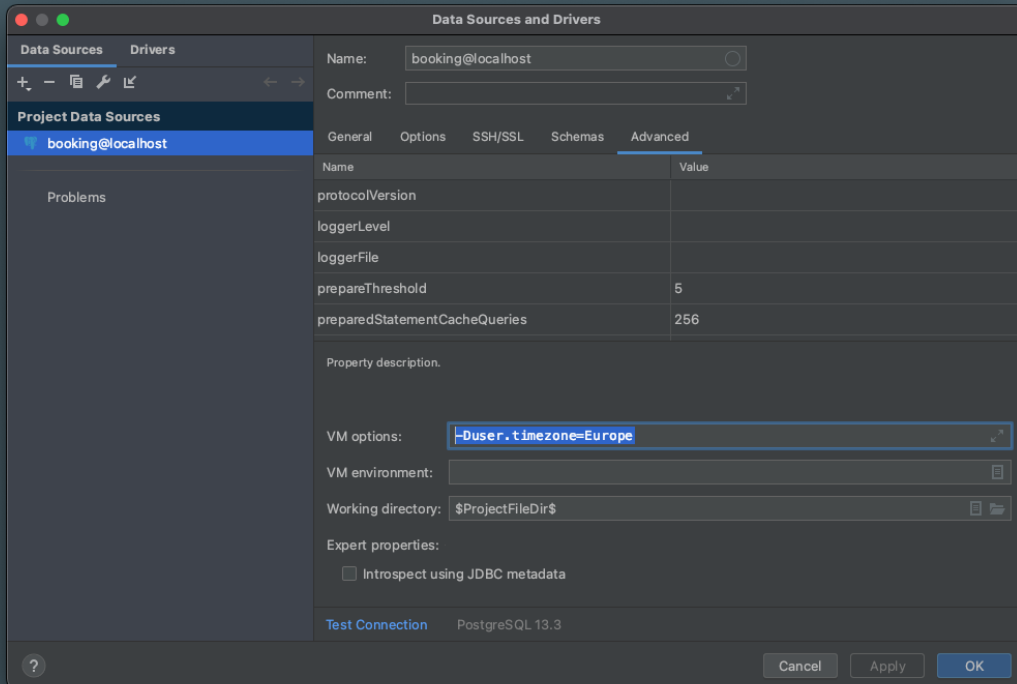 Data Sources and Drivers
Data Sources Drivers
Project Data Sources
booking@localhost
Problems
Name: booking@localhost
Comment:
General Options SSH/SSL Schemas Advanced
Name Value
protocolVersion
loggerLevel
loggerFile
prepareThreshold 5
preparedStatementCacheQueries 256
Property description.
VM options: -Duser.timezone=Europe
VM environment:
Working directory: $ProjectFileDir$
Expert properties:
Introspect using JDBC metadata
Test Connection PostgreSQL 13.3
? Cancel Apply OK